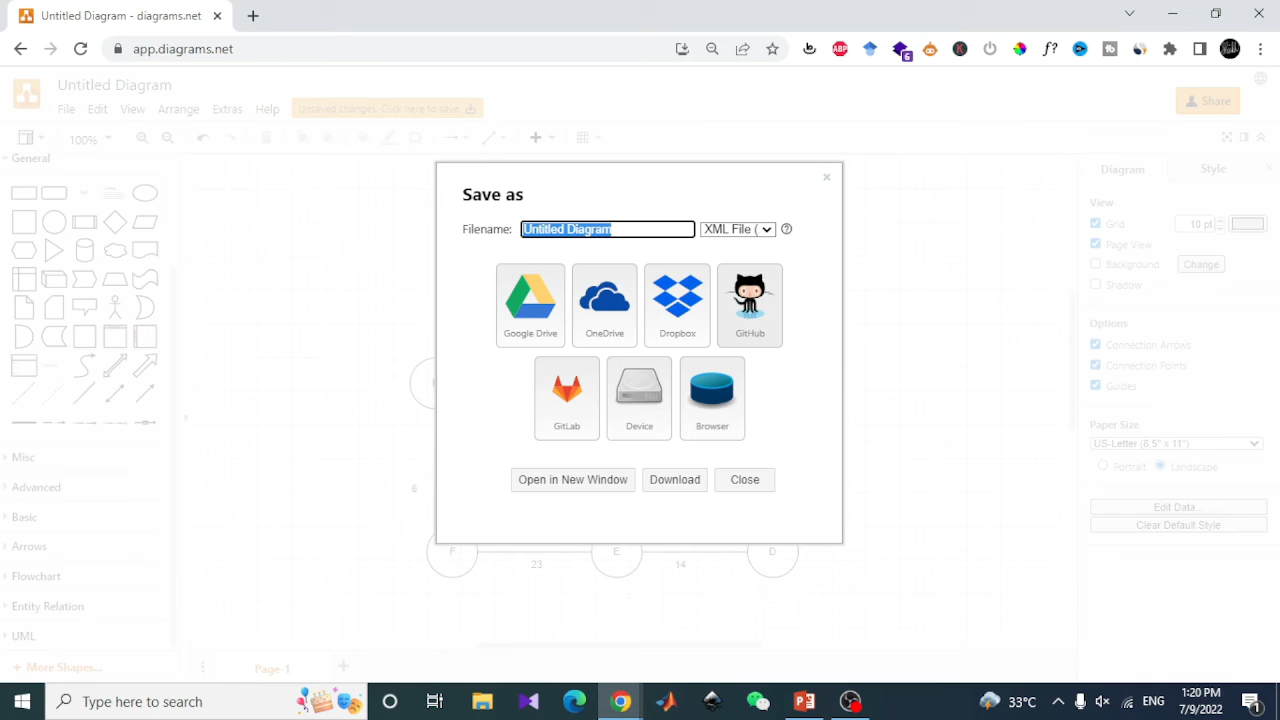 Untitled Diagram - diagrams.net
app.diagrams.net
Untitled Diagram
File Edit View Arrange Extras Help Unsaved changes. Click here to save.
Share
100%
General
Diagram Style
Save as
Filename: Untitled Diagram XML File (
View
Grid 10 pt
Page View
Background Change
Shadow
Google Drive OneDrive Dropbox GitHub
Options
Connection Arrows
Connection Points
Guides
GitLab Device Browser
Paper Size
US-Letter (8,5" x 11")
Portrait Landscape
Misc
Advanced
6
Open in New Window Download Close
Edit Data...
Clear Default Style
Basic
Arrows
F E D
23 14
Flowchart
Entity Relation
UML
+ More Shapes...
Page-1
Type here to search
33°C
ENG
1:20 PM
7/9/2022